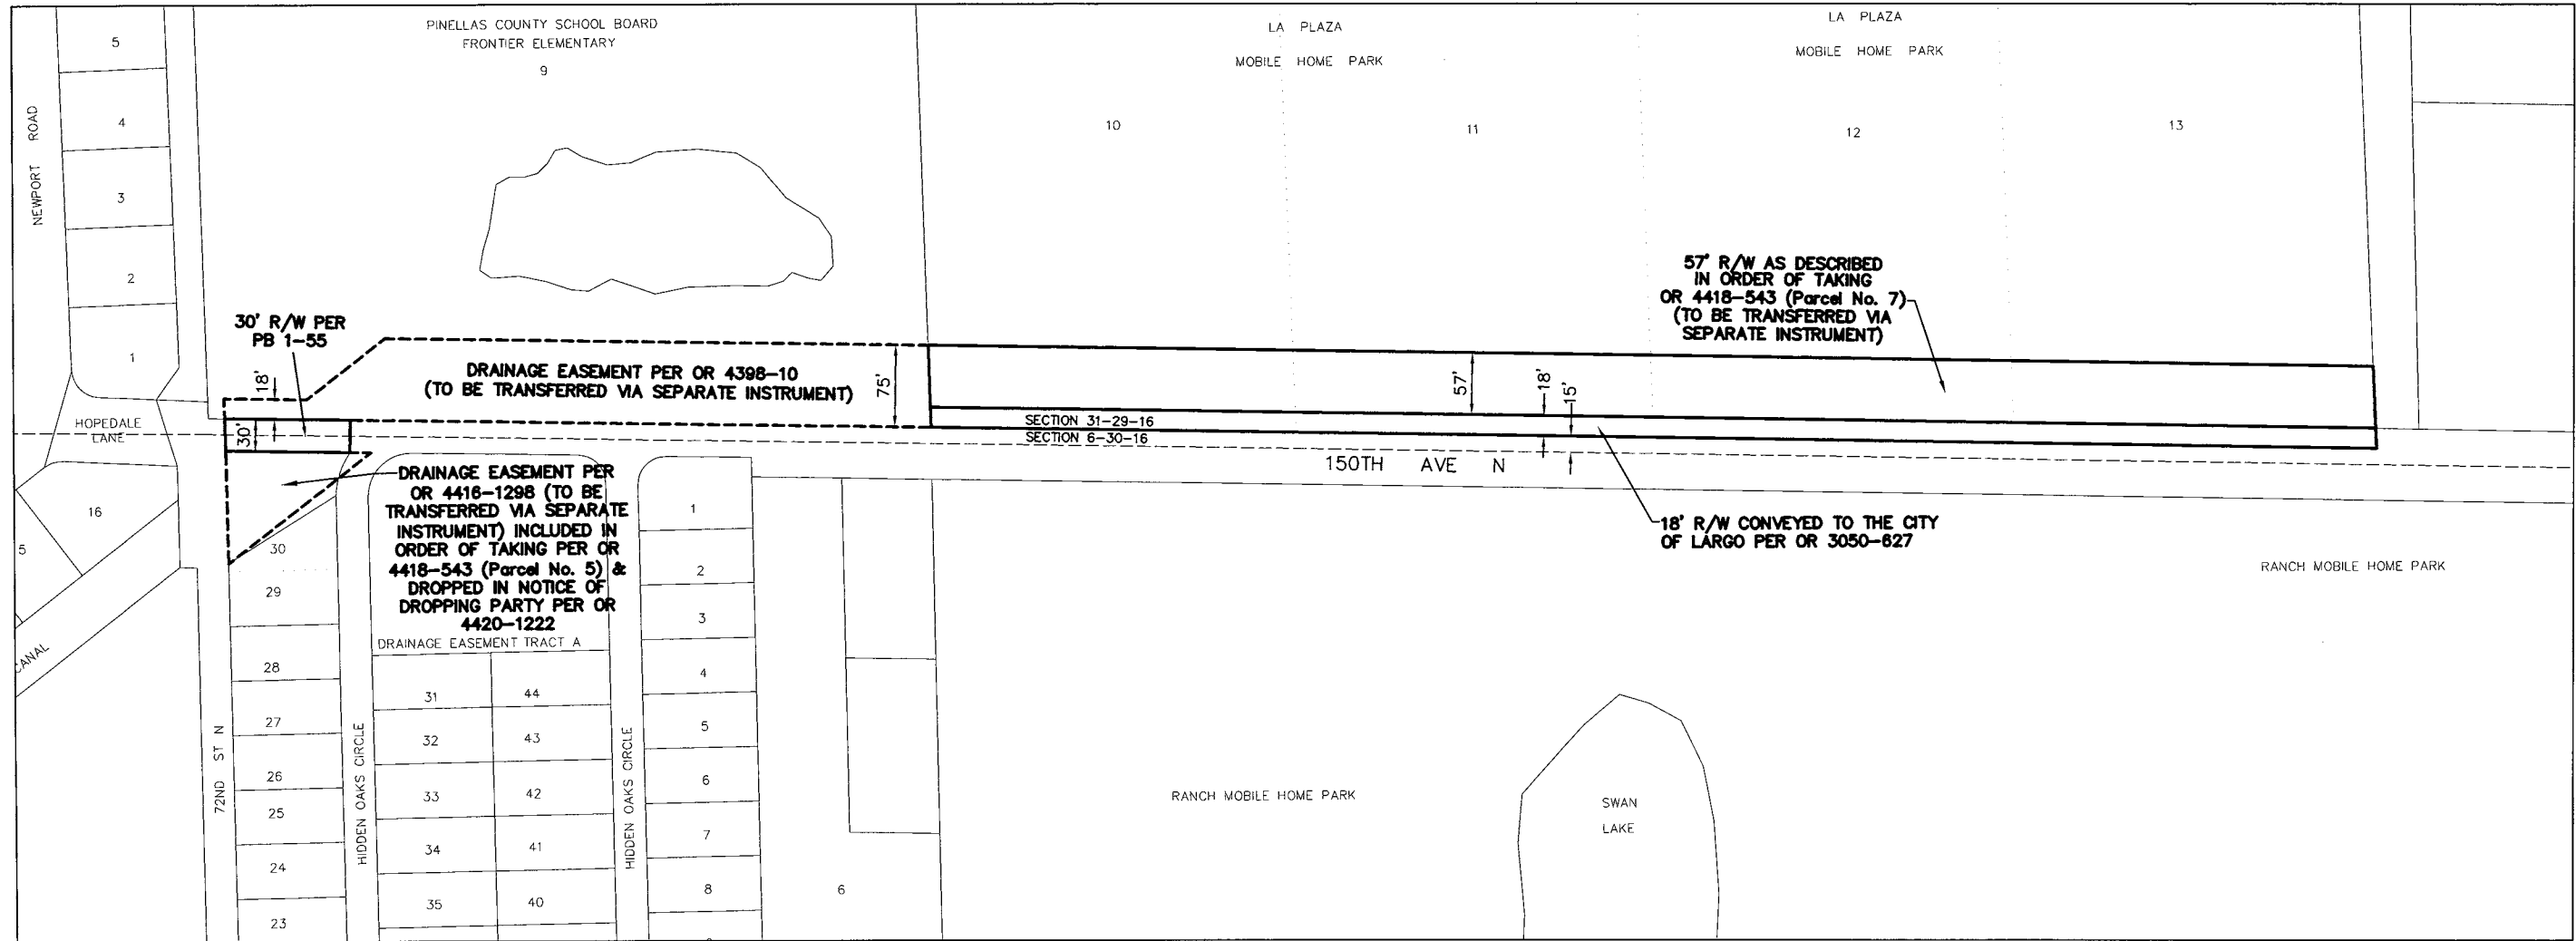 PINELLAS COUNTY SCHOOL BOARD
FRONTIER ELEMENTARY
9
LA PLAZA
MOBILE HOME PARK
LA PLAZA
MOBILE HOME PARK
10
11
12
13
NEWPORT ROAD
5
4
3
2
1
30' R/W PER
PB 1-55
18'
30'
DRAINAGE EASEMENT PER OR 4398-10
(TO BE TRANSFERRED VIA SEPARATE INSTRUMENT)
75'
57' R/W AS DESCRIBED
IN ORDER OF TAKING
OR 4418-543 (Parcel No. 7)
(TO BE TRANSFERRED VIA
SEPARATE INSTRUMENT)
57'
18'
15'
SECTION 31-29-16
SECTION 6-30-16
150TH AVE N
HOPEDALE
LANE
16
5
CANAL
DRAINAGE EASEMENT PER
OR 4416-1298 (TO BE
TRANSFERRED VIA SEPARATE
INSTRUMENT) INCLUDED IN
ORDER OF TAKING PER OR
4418-543 (Parcel No. 5) &
DROPPED IN NOTICE OF
DROPPING PARTY PER OR
4420-1222
DRAINAGE EASEMENT TRACT A
18' R/W CONVEYED TO THE CITY
OF LARGO PER OR 3050-627
RANCH MOBILE HOME PARK
72ND ST N
30
29
28
27
26
25
24
23
HIDDEN OAKS CIRCLE
31
44
32
43
33
42
34
41
35
40
HIDDEN OAKS CIRCLE
1
2
3
4
5
6
7
8
6
RANCH MOBILE HOME PARK
SWAN
LAKE